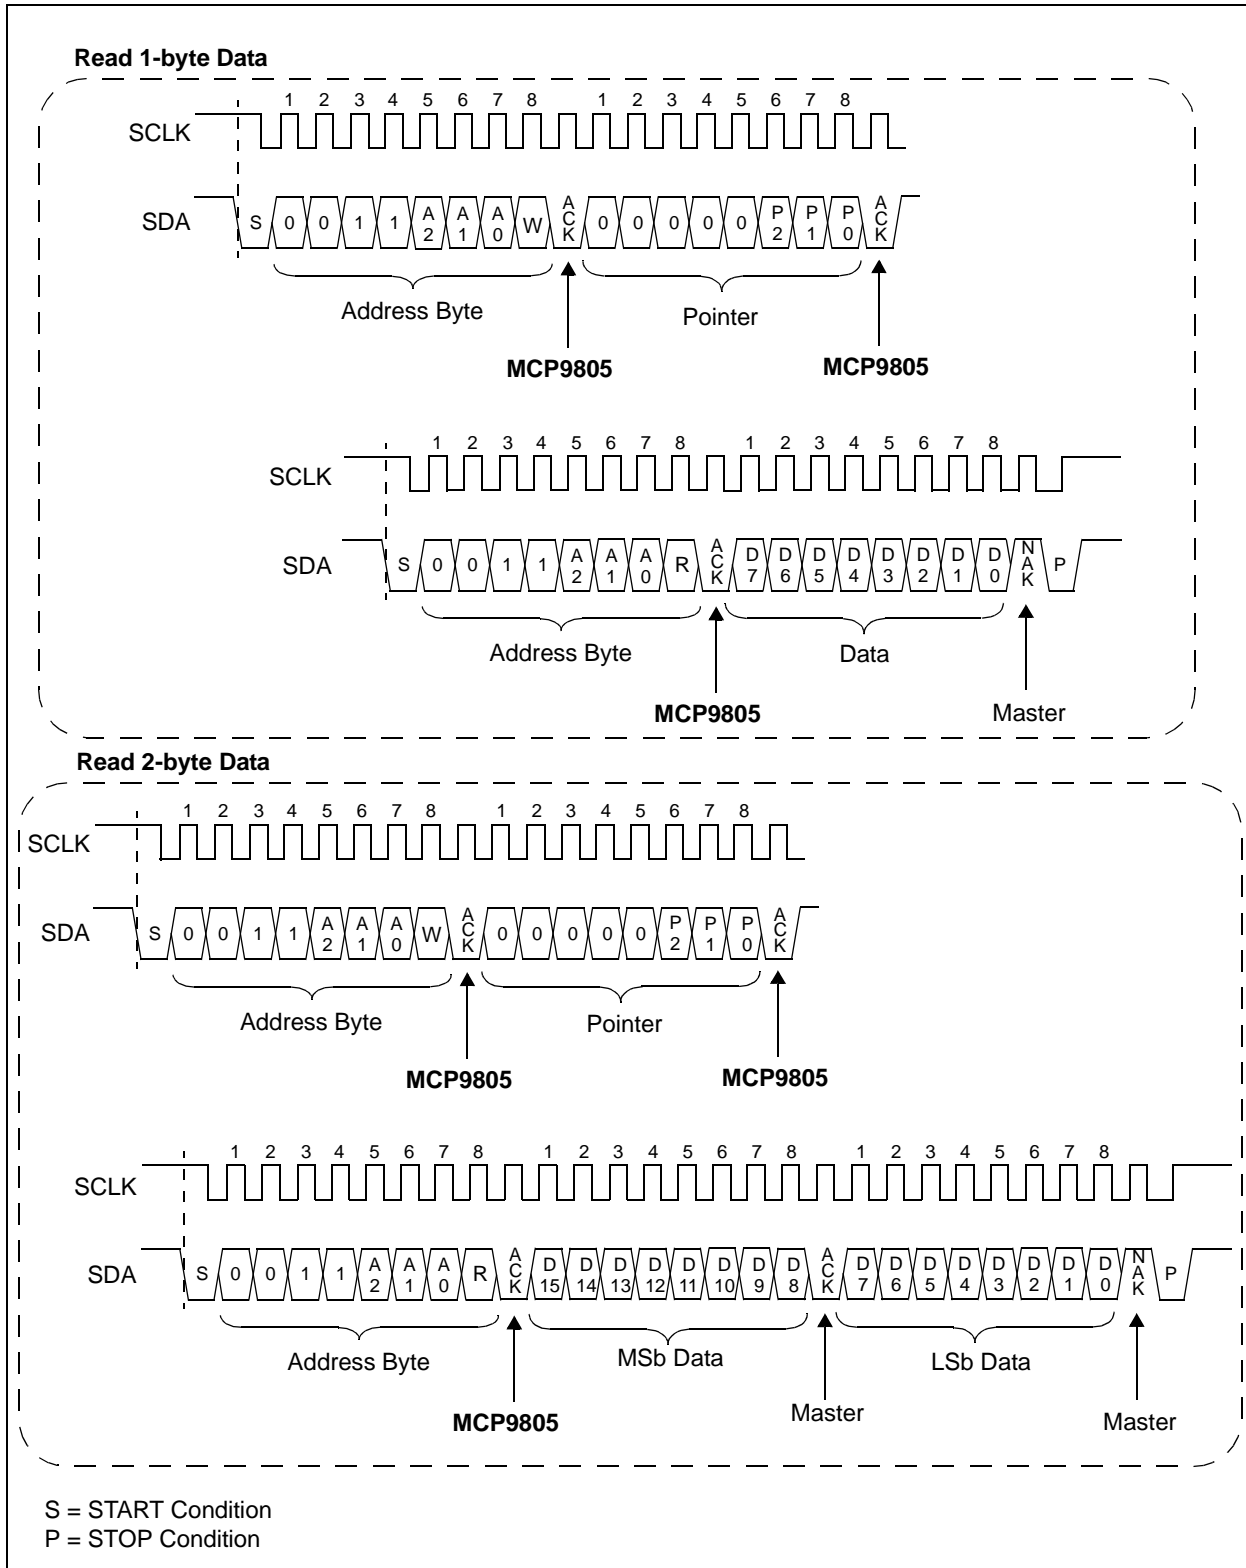 Read 1-byte Data
1 2 3 4 5 6 7 8 1 2 3 4 5 6 7 8
SCLK
SDA S 0 0 1 1 A2 A1 A0 W ACK 0 0 0 0 0 P2 P1 P0 ACK
Address Byte Pointer
MCP9805 MCP9805
1 2 3 4 5 6 7 8 1 2 3 4 5 6 7 8
SCLK
SDA S 0 0 1 1 A2 A1 A0 R ACK D7 D6 D5 D4 D3 D2 D1 D0 NAK P
Address Byte Data
MCP9805 Master
Read 2-byte Data
1 2 3 4 5 6 7 8 1 2 3 4 5 6 7 8
SCLK
SDA S 0 0 1 1 A2 A1 A0 W ACK 0 0 0 0 0 P2 P1 P0 ACK
Address Byte Pointer
MCP9805 MCP9805
1 2 3 4 5 6 7 8 1 2 3 4 5 6 7 8 1 2 3 4 5 6 7 8
SCLK
SDA S 0 0 1 1 A2 A1 A0 R ACK D15 D14 D13 D12 D11 D10 D9 D8 ACK D7 D6 D5 D4 D3 D2 D1 D0 NAK P
Address Byte MSb Data LSb Data
MCP9805 Master Master
S = START Condition
P = STOP Condition